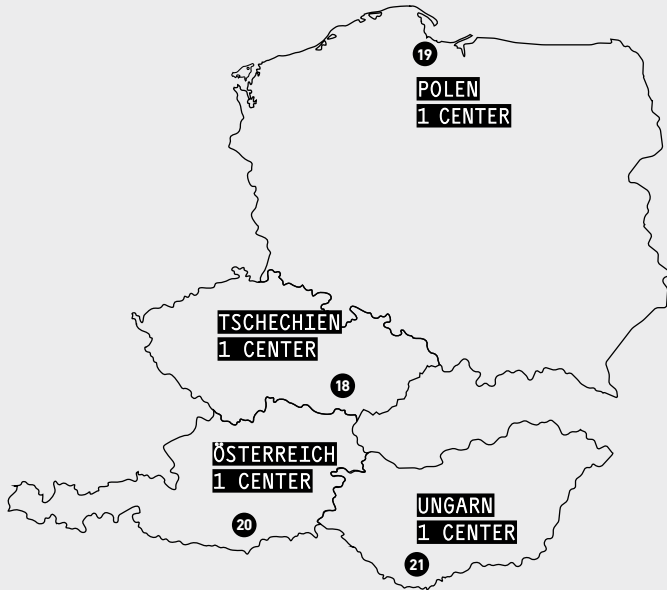 19
POLEN
1 CENTER
TSCHECHIEN
1 CENTER
18
ÖSTERREICH
1 CENTER
20
UNGARN
1 CENTER
21